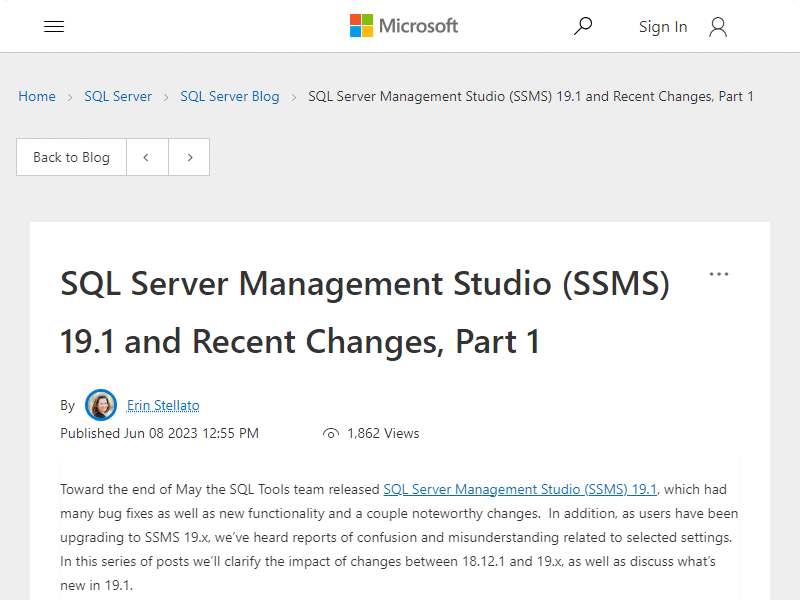 Microsoft
Sign In
Home > SQL Server > SQL Server Blog > SQL Server Management Studio (SSMS) 19.1 and Recent Changes, Part 1
Back to Blog < >
SQL Server Management Studio (SSMS) ...
19.1 and Recent Changes, Part 1
By Erin Stellato
Published Jun 08 2023 12:55 PM 1,862 Views
Toward the end of May the SQL Tools team released SQL Server Management Studio (SSMS) 19.1, which had
many bug fixes as well as new functionality and a couple noteworthy changes.  In addition, as users have been
upgrading to SSMS 19.x, we’ve heard reports of confusion and misunderstanding related to selected settings.
In this series of posts we’ll clarify the impact of changes between 18.12.1 and 19.x, as well as discuss what’s
new in 19.1.